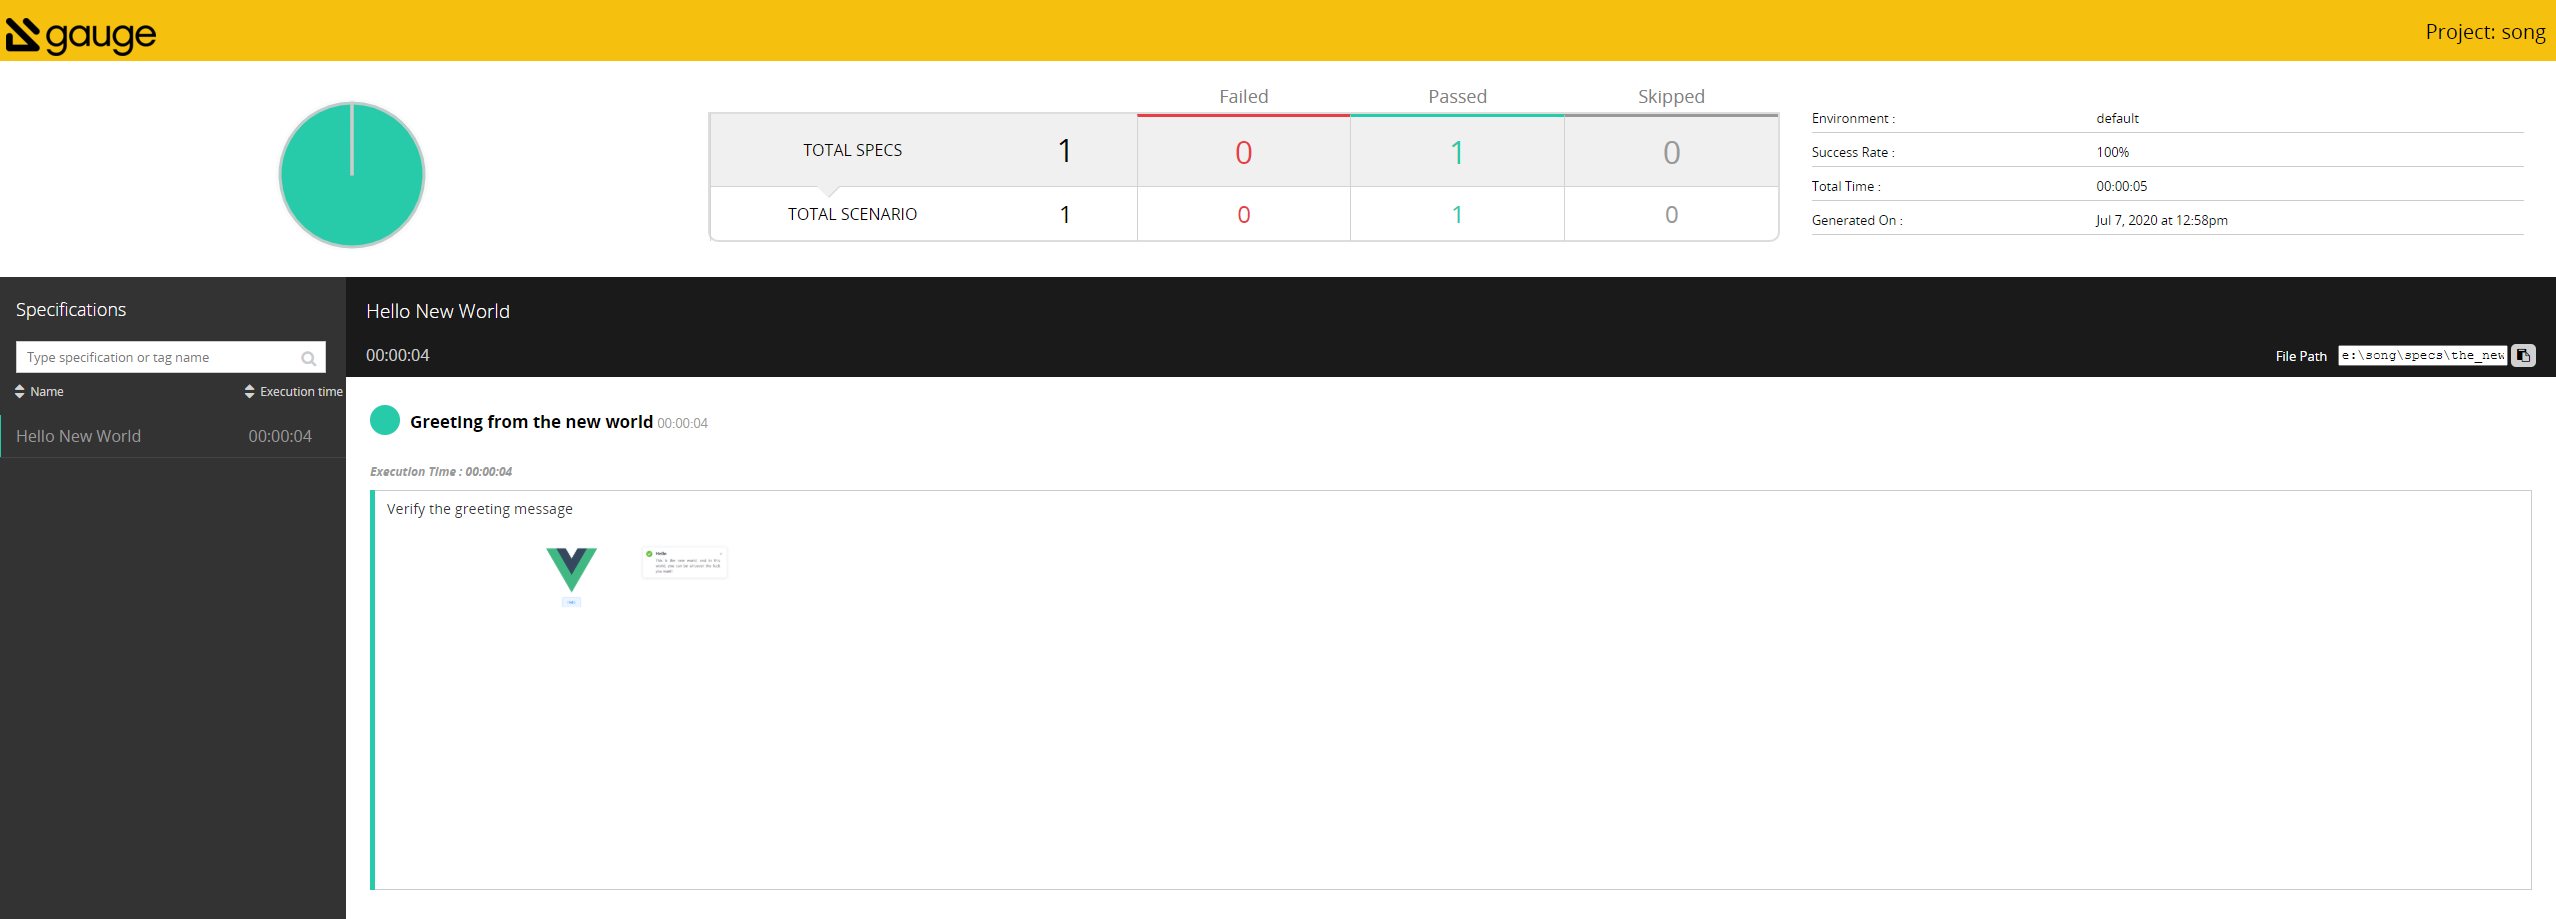 gauge
Project: song
Failed Passed Skipped
TOTAL SPECS 1 0 1 0
TOTAL SCENARIO 1 0 1 0
Environment : default
Success Rate : 100%
Total Time : 00:00:05
Generated On : Jul 7, 2020 at 12:58pm
Specifications
Type specification or tag name
Name Execution time
Hello New World 00:00:04
Hello New World
00:00:04
File Path e:\song\specs\the_new
Greeting from the new world 00:00:04
Execution Time : 00:00:04
Verify the greeting message
Hello